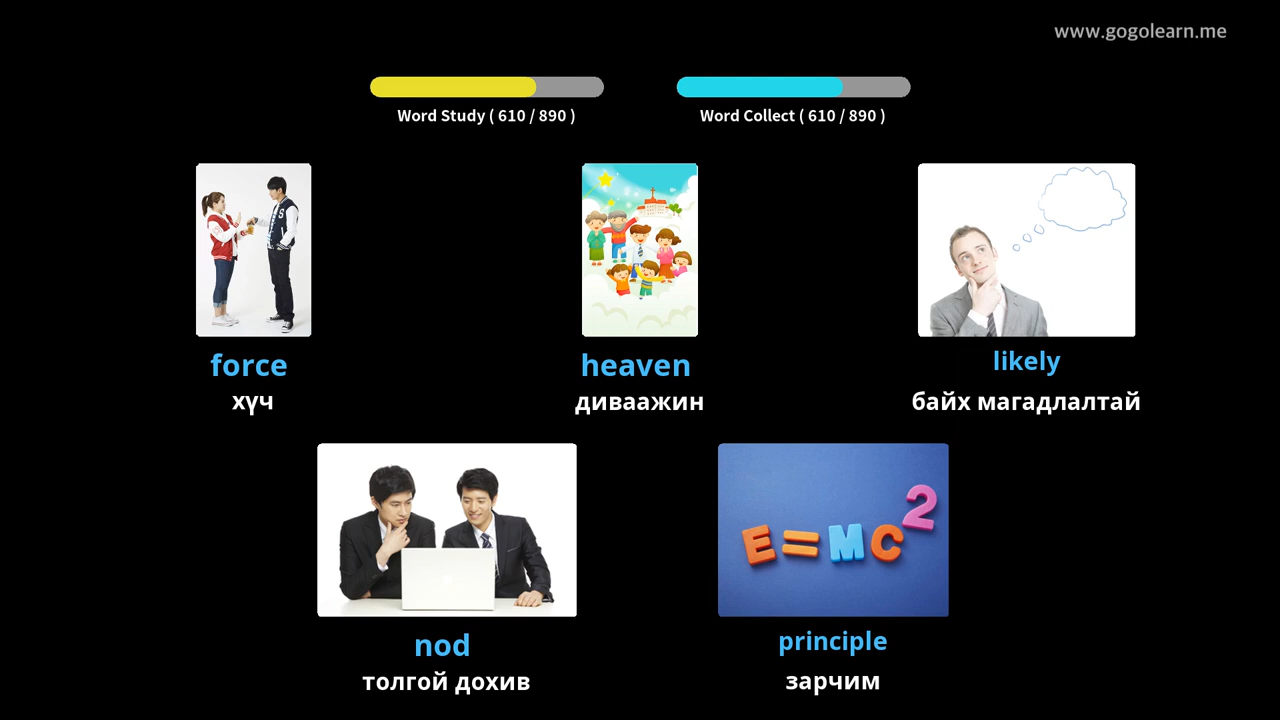 www.gogolearn.me
Word Study ( 610 / 890 )
Word Collect ( 610 / 890 )
force
хүч
heaven
диваажин
likely
байх магадлалтай
nod
толгой дохив
E=MC2
principle
зарчим